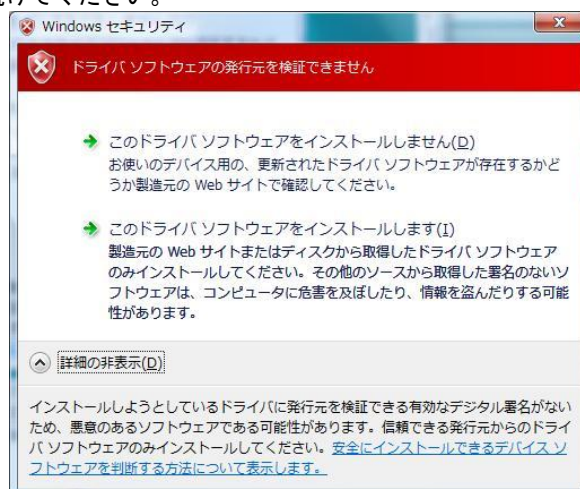 けてください。
Windows セキュリティ
ドライバ ソフトウェアの発行元を検証できません
このドライバ ソフトウェアをインストールしません(D)
お使いのデバイス用の、更新されたドライバ ソフトウェアが存在するかど
うか製造元の Web サイトで確認してください。
このドライバ ソフトウェアをインストールします(I)
製造元の Web サイトまたはディスクから取得したドライバ ソフトウェア
のみインストールしてください。その他のソースから取得した署名のないソ
フトウェアは、コンピュータに危害を及ぼしたり、情報を盗んだりする可能
性があります。
詳細の非表示(D)
インストールしようとしているドライバに発行元を検証できる有効なデジタル署名がない
ため、悪意のあるソフトウェアである可能性があります。信頼できる発行元からのドライ
バ ソフトウェアのみインストールしてください。安全にインストールできるデバイス ソ
フトウェアを判断する方法について表示します。